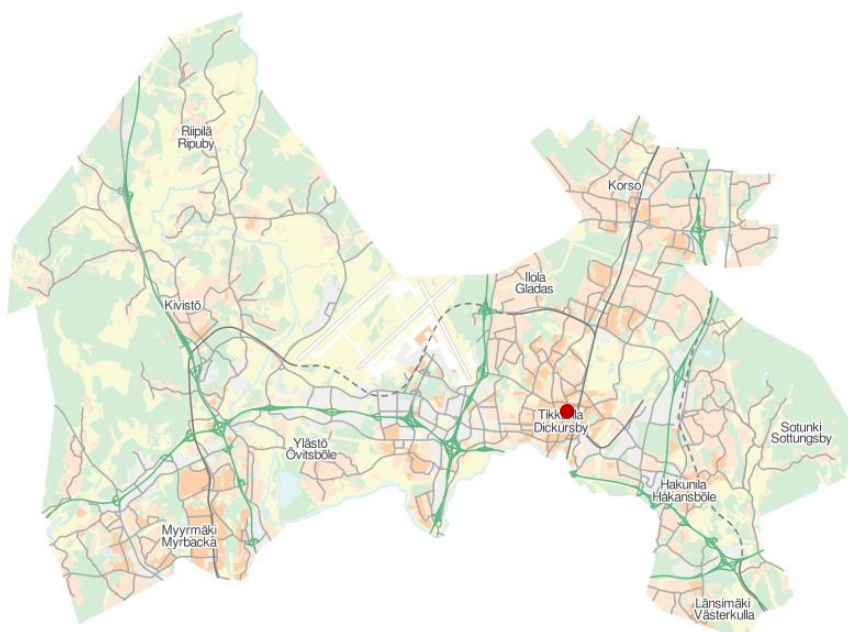 Riipilä
Ripuby
Korso
Ilola
Gladas
Kivistö
Dickursby
Sotunki
Sottungsby
Ylästö
Övitsböle
Hakunila
Håkansböle
Myyrmäki
Myrbacka
Länsimäki
Västerkulla